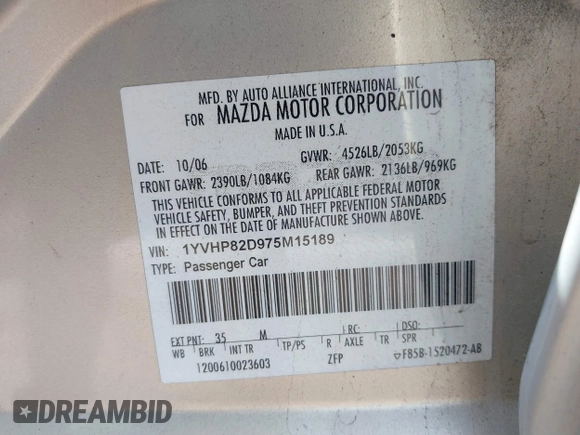 MFD. BY AUTO ALLIANCE INTERNATIONAL, INC.
FOR MAZDA MOTOR CORPORATION
MADE IN U.S.A.
DATE: 10/06 GVWR: 4526LB/2053KG
FRONT GAWR: 2390LB/1084KG REAR GAWR: 2136LB/969KG
THIS VEHICLE CONFORMS TO ALL APPLICABLE FEDERAL MOTOR
VEHICLE SAFETY, BUMPER, AND THEFT PREVENTION STANDARDS
IN EFFECT ON THE DATE OF MANUFACTURE SHOWN ABOVE.
VIN: 1YVHP82D975M15189
TYPE: Passenger Car
EXT PNT: 35 M RC: DSO:
WB BRK INT TR TP/PS R AXLE TR SPR
1200610023603 ZFP F85B-1520472-AB
DREAMBID